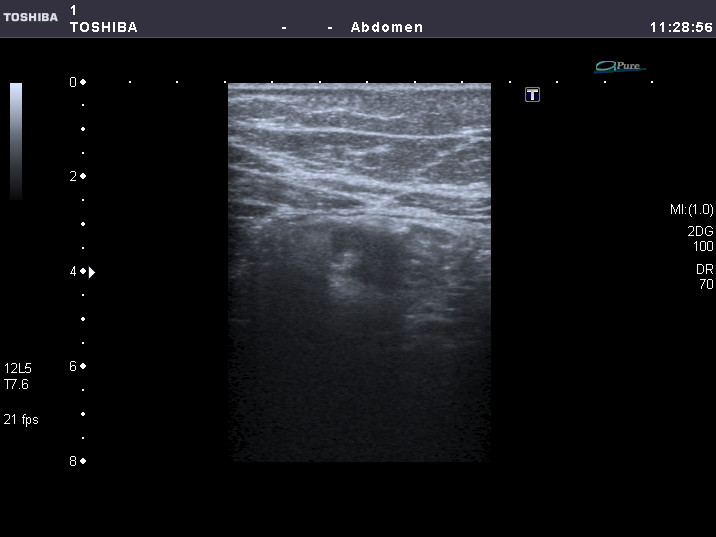 TOSHIBA
1
TOSHIBA - - Abdomen 11:28:56
aPure
0
T
2
MI:(1.0)
2DG
100
4
DR
70
6
12L5
T7.6
21 fps
8